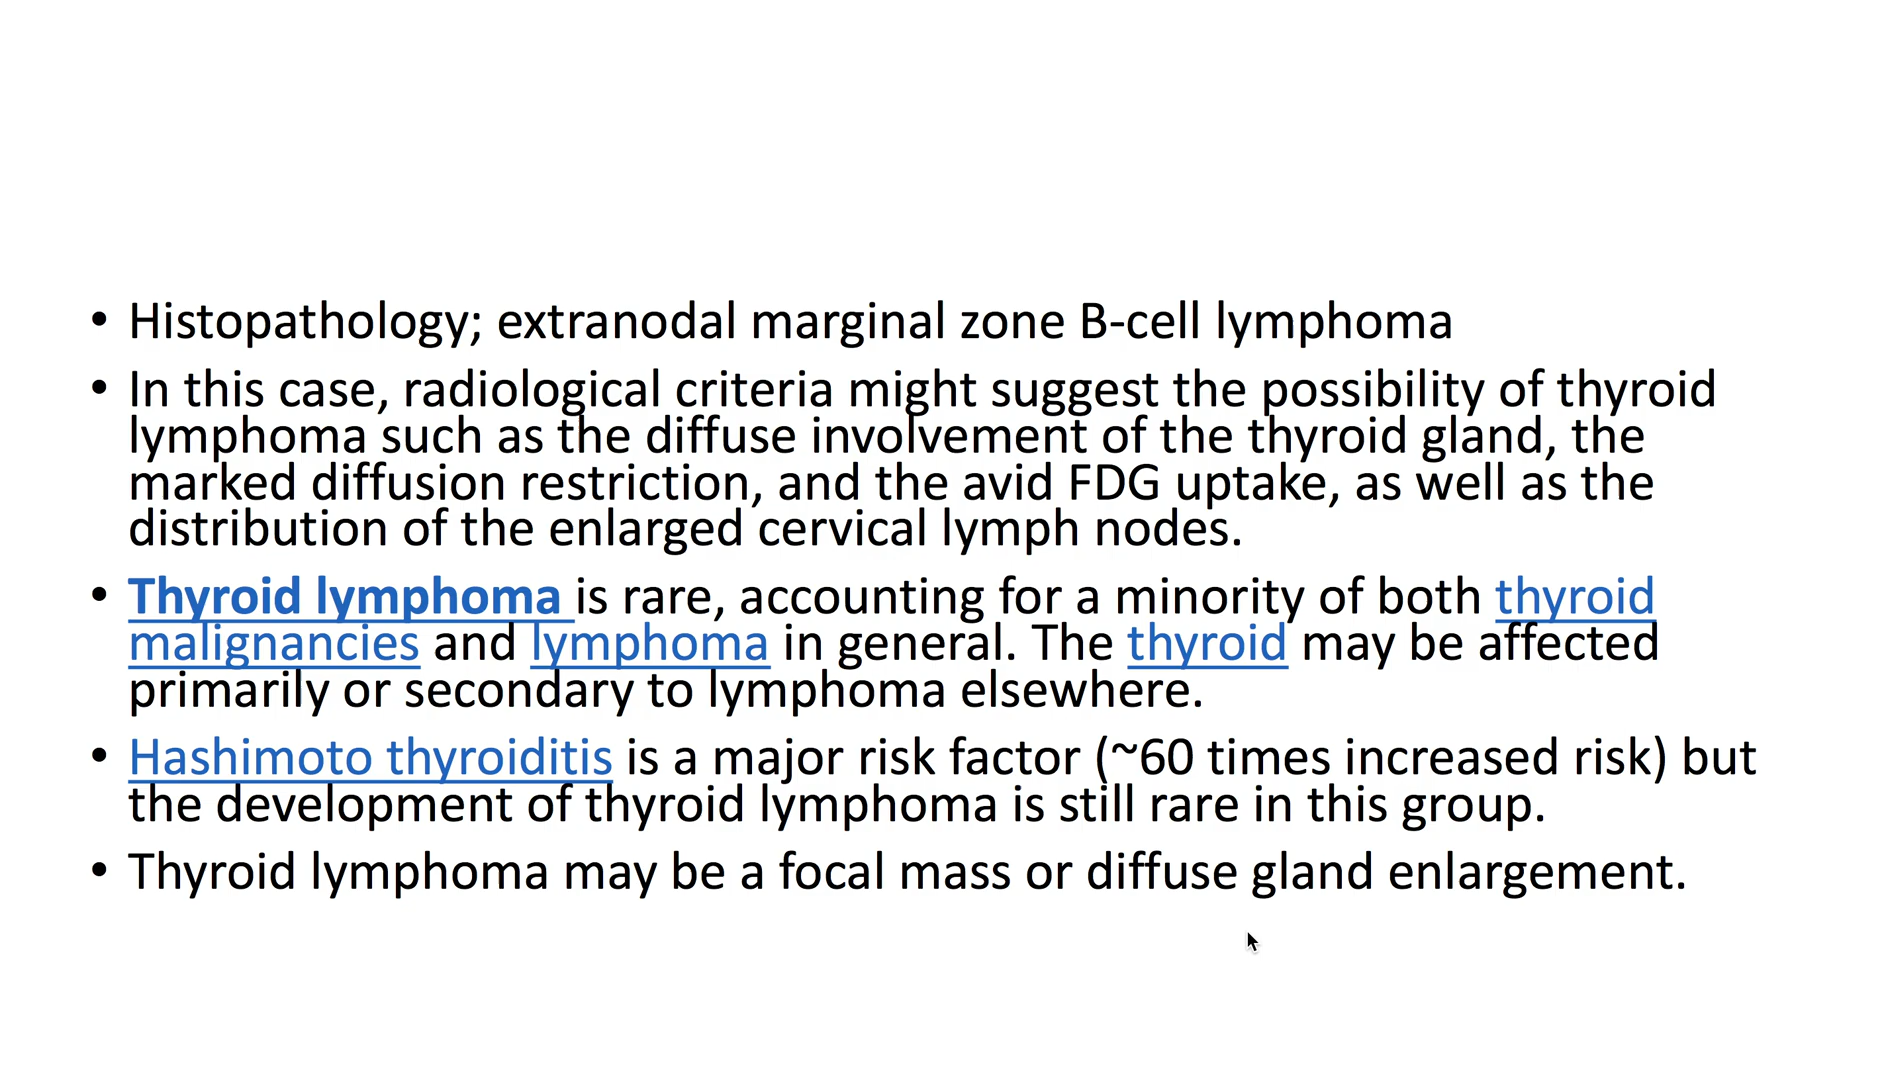 • Histopathology; extranodal marginal zone B-cell lymphoma
• In this case, radiological criteria might suggest the possibility of thyroid
lymphoma such as the diffuse involvement of the thyroid gland, the
marked diffusion restriction, and the avid FDG uptake, as well as the
distribution of the enlarged cervical lymph nodes.
• Thyroid lymphoma is rare, accounting for a minority of both thyroid
malignancies and lymphoma in general. The thyroid may be affected
primarily or secondary to lymphoma elsewhere.
• Hashimoto thyroiditis is a major risk factor (~60 times increased risk) but
the development of thyroid lymphoma is still rare in this group.
• Thyroid lymphoma may be a focal mass or diffuse gland enlargement.